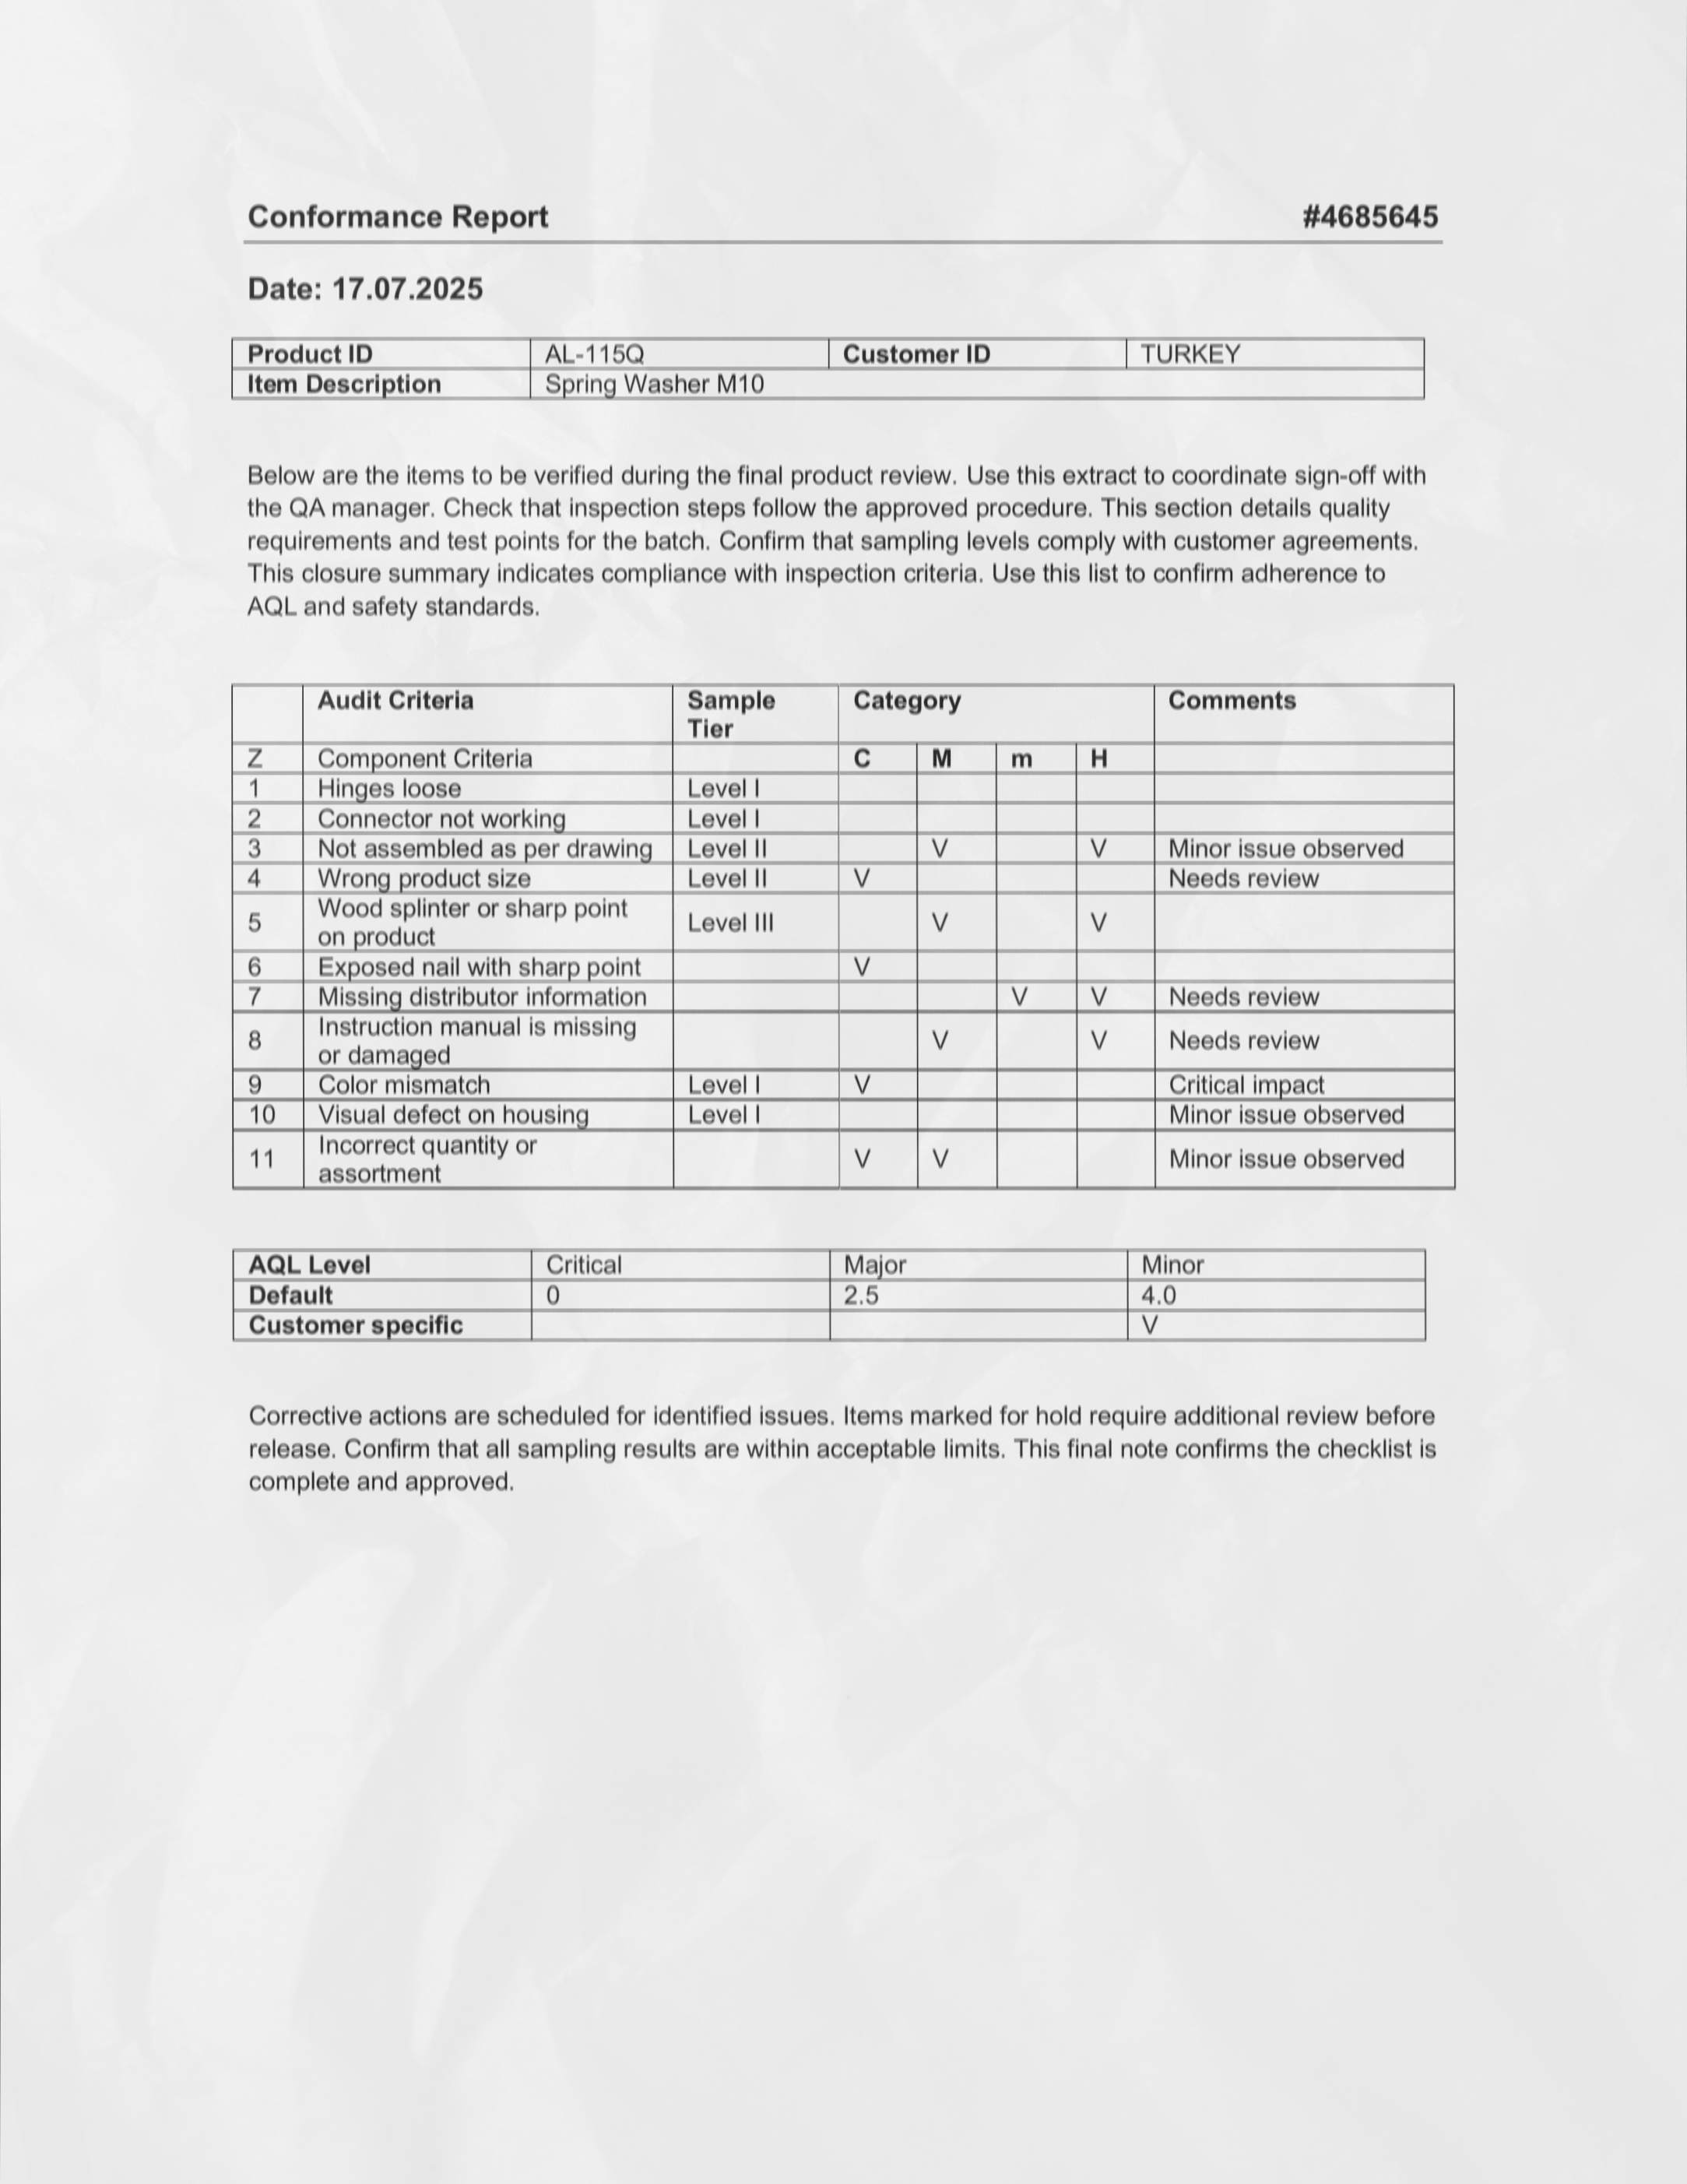 Conformance Report #4685645
Date: 17.07.2025
Product ID AL-115Q Customer ID TURKEY
Item Description Spring Washer M10
Below are the items to be verified during the final product review. Use this extract to coordinate sign-off with
the QA manager. Check that inspection steps follow the approved procedure. This section details quality
requirements and test points for the batch. Confirm that sampling levels comply with customer agreements.
This closure summary indicates compliance with inspection criteria. Use this list to confirm adherence to
AQL and safety standards.
Audit Criteria Sample Category Comments
Tier
Z Component Criteria C M m H
1 Hinges loose Level I
2 Connector not working Level I
3 Not assembled as per drawing Level II V V Minor issue observed
4 Wrong product size Level II V Needs review
Wood splinter or sharp point
5 Level III V V
on product
6 Exposed nail with sharp point V
7 Missing distributor information V V Needs review
Instruction manual is missing
8 V V Needs review
or damaged
9 Color mismatch Level I V Critical impact
10 Visual defect on housing Level I Minor issue observed
Incorrect quantity or
11 V V Minor issue observed
assortment
AQL Level Critical Major Minor
Default 0 2.5 4.0
Customer specific V
Corrective actions are scheduled for identified issues. Items marked for hold require additional review before
release. Confirm that all sampling results are within acceptable limits. This final note confirms the checklist is
complete and approved.